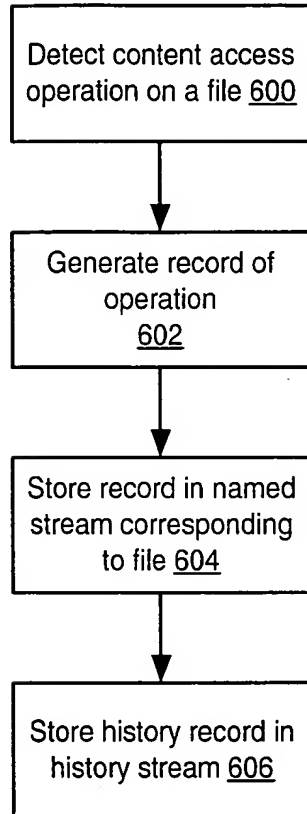 Detect content access
operation on a file 600
Generate record of
operation
602
Store record in named
stream corresponding
to file 604
Store history record in
history stream 606